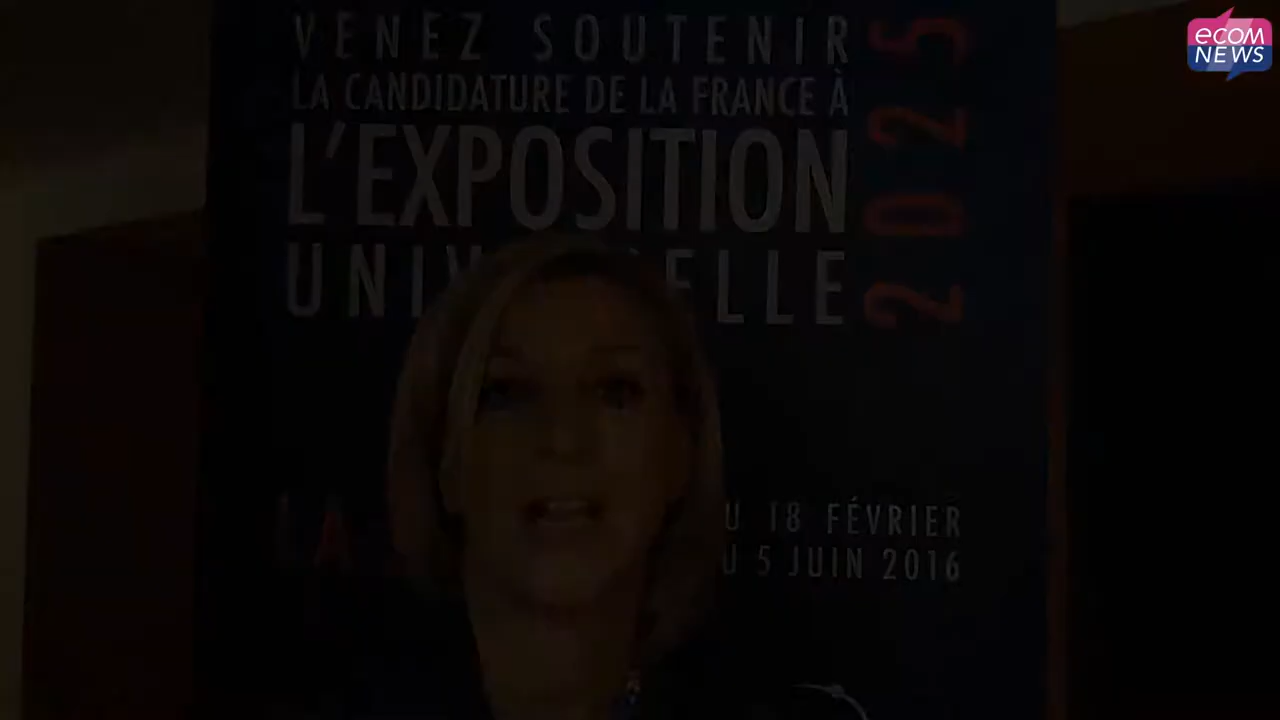 VENEZ SOUTENIR
LA CANDIDATURE DE LA FRANCE À
L'EXPOSITION
2025
18 FÉVRIER
5 JUIN 2016
ecom
NEWS